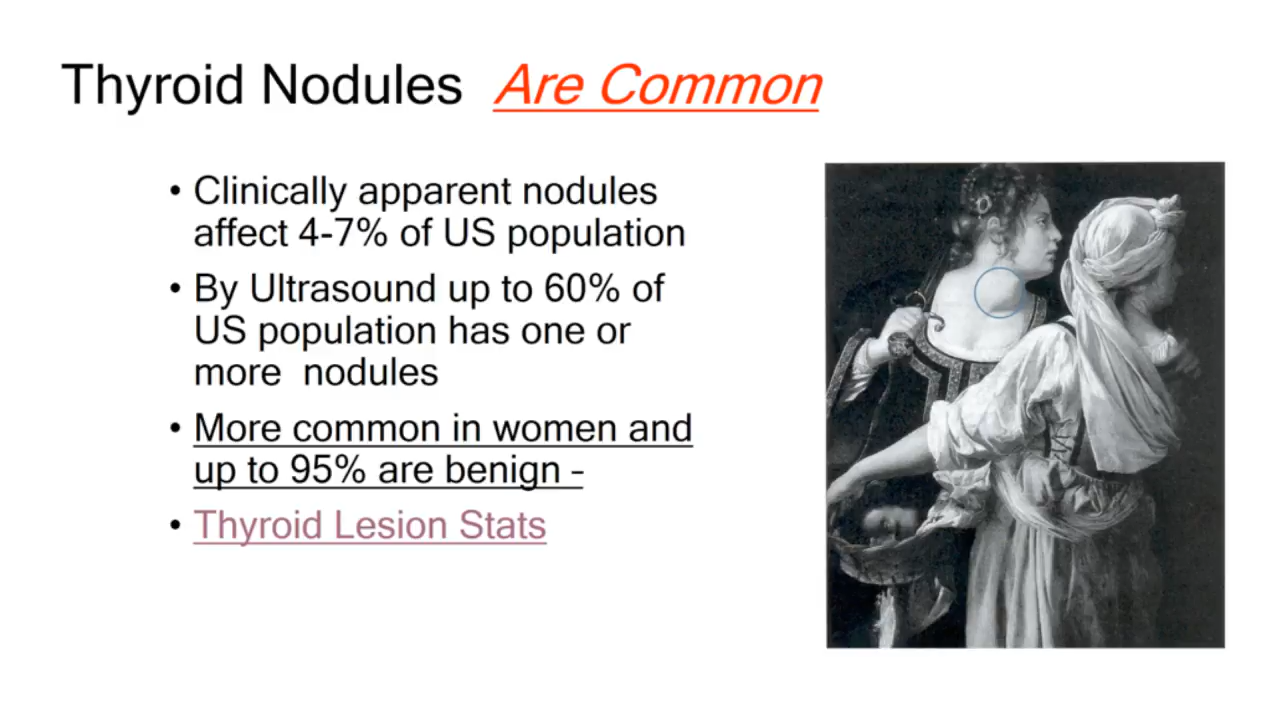 Thyroid Nodules Are Common
• Clinically apparent nodules
affect 4-7% of US population
• By Ultrasound up to 60% of
US population has one or
more nodules
• More common in women and
up to 95% are benign –
• Thyroid Lesion Stats